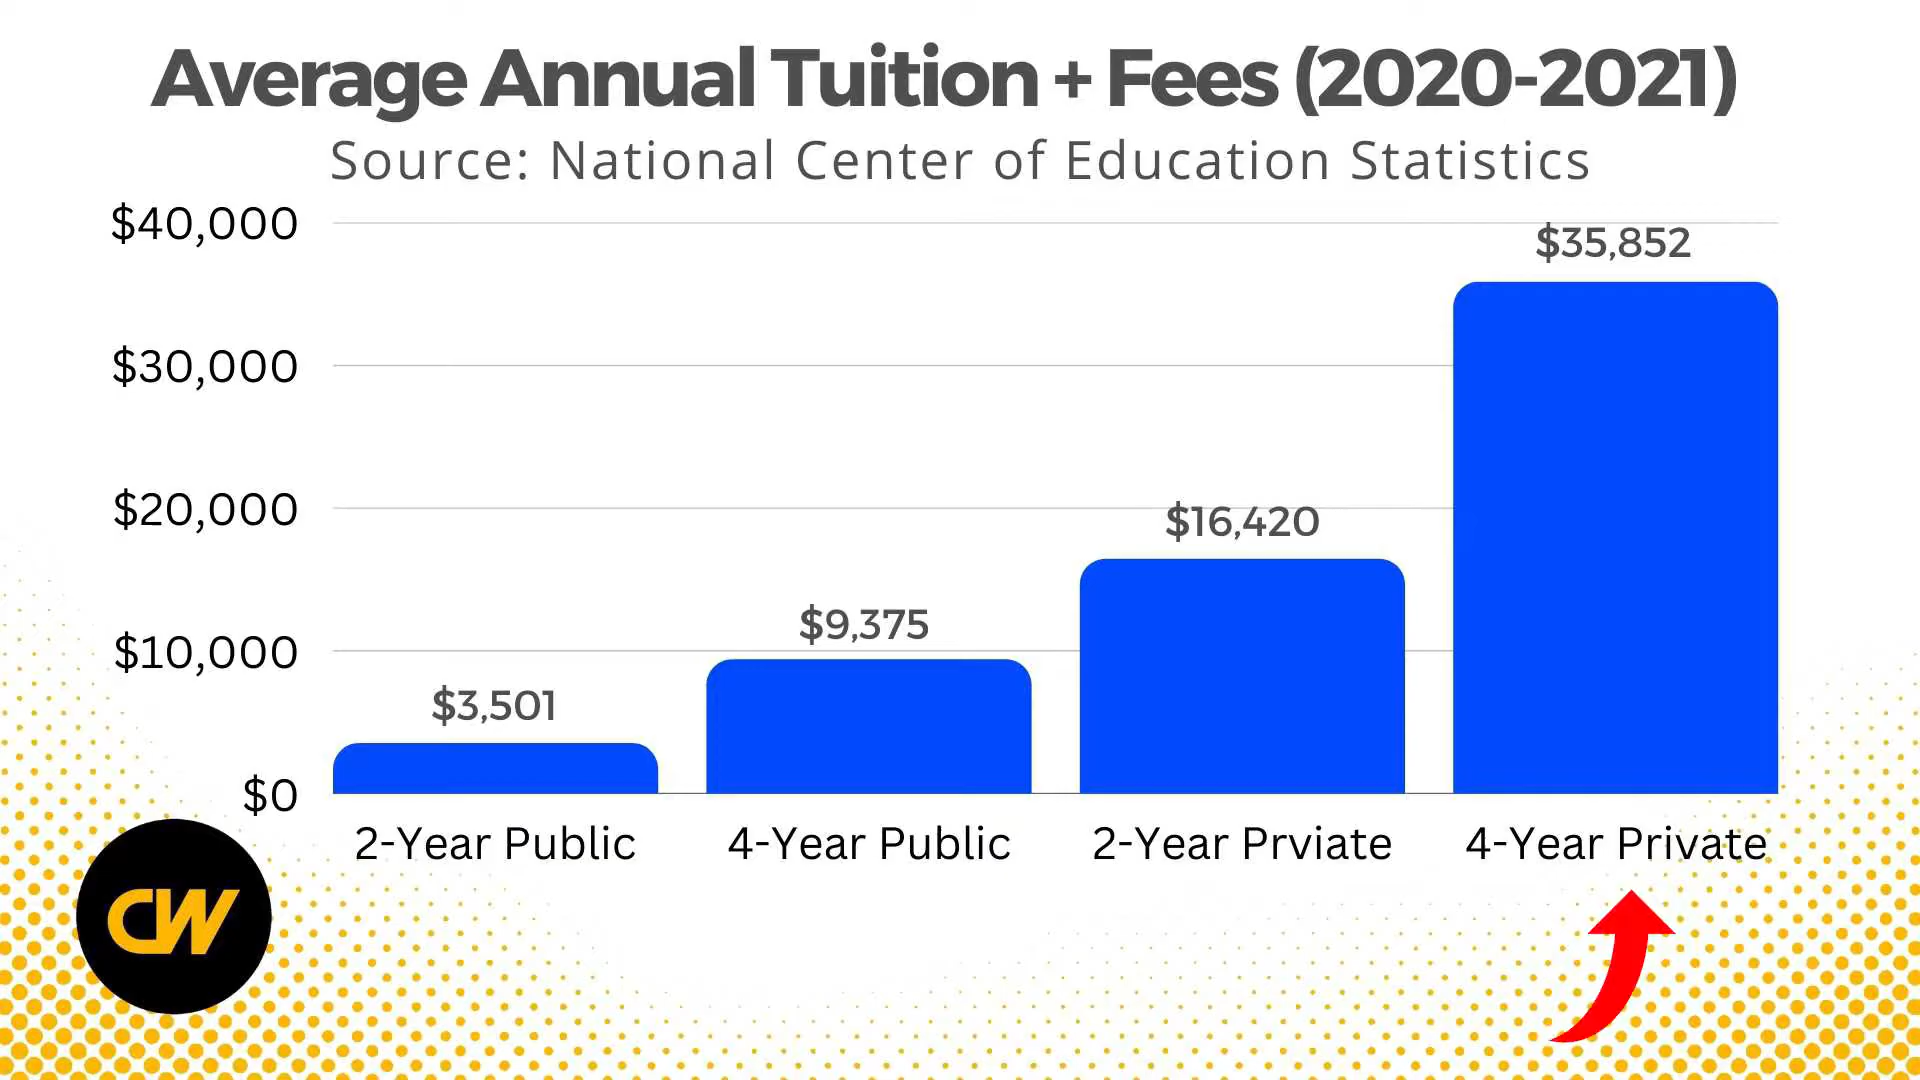 Average Annual Tuition + Fees (2020-2021)
Source: National Center of Education Statistics
$40,000
$35,852
$30,000
$20,000
$16,420
$10,000
$9,375
$3,501
$0
2-Year Public
4-Year Public
2-Year Prviate
4-Year Private
CW